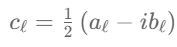 c_ℓ = 1/2 (a_ℓ − ib_ℓ)